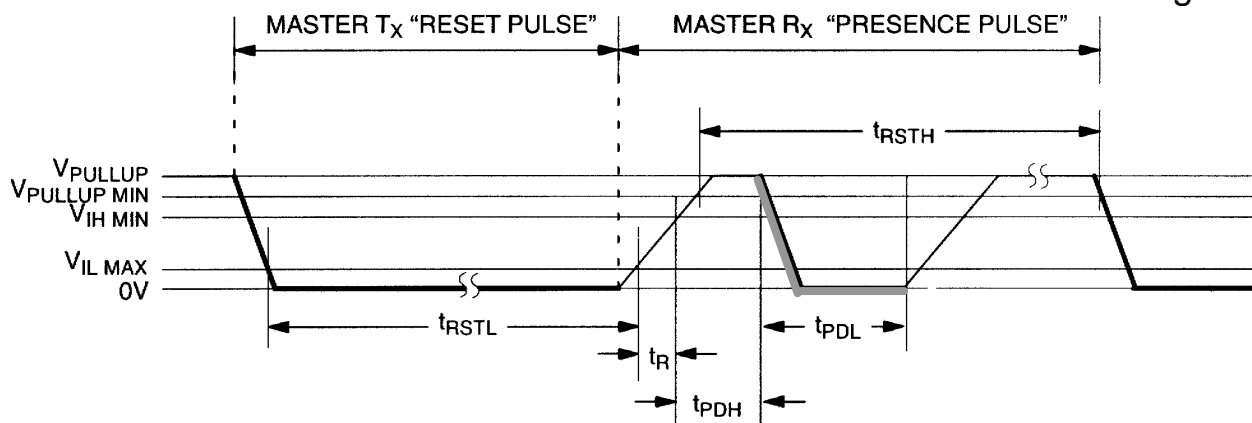 g
MASTER TX “RESET PULSE”
MASTER RX “PRESENCE PULSE”
tRSTH
VPULLUP
VPULLUP MIN
VIH MIN
VIL MAX
0V
tRSTL
tPDL
tR
tPDH